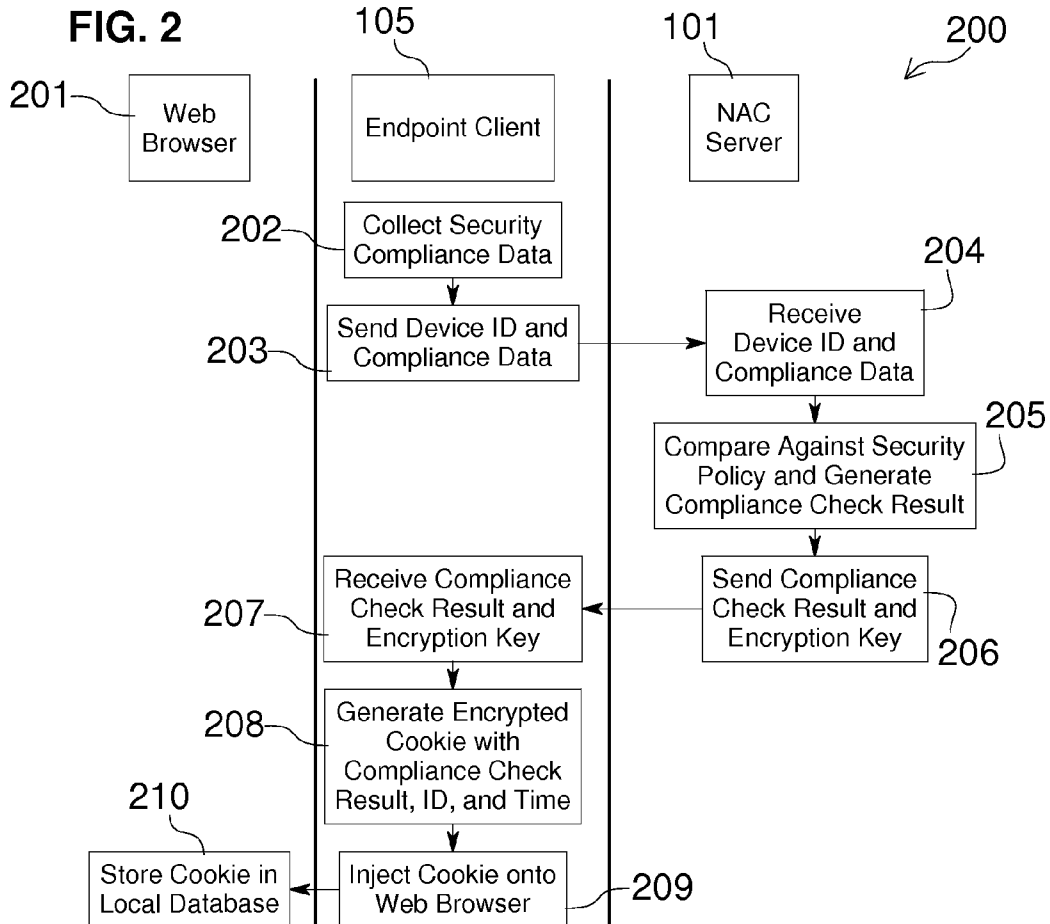 FIG. 2
105
101
200
201
Web
Browser
Endpoint Client
NAC
Server
202
Collect Security
Compliance Data
204
203
Send Device ID and
Compliance Data
Receive
Device ID and
Compliance Data
205
Compare Against Security
Policy and Generate
Compliance Check Result
207
Receive Compliance
Check Result and
Encryption Key
Send Compliance
Check Result and
Encryption Key
206
208
Generate Encrypted
Cookie with
Compliance Check
Result, ID, and Time
210
Store Cookie in
Local Database
Inject Cookie onto
Web Browser
209